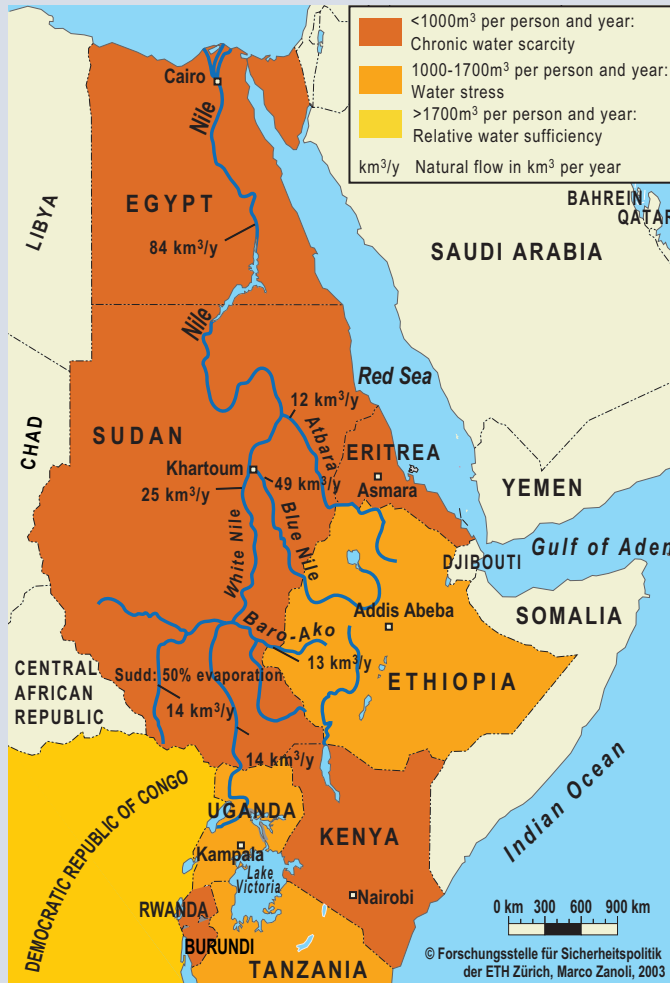 <1000m³ per person and year:
Chronic water scarcity
1000-1700m³ per person and year:
Water stress
>1700m³ per person and year:
Relative water sufficiency
km³/y Natural flow in km³ per year
Cairo
Nile
EGYPT
84 km³/y
LIBYA
BAHREIN
QATAR
SAUDI ARABIA
Nile
Red Sea
12 km³/y
CHAD
SUDAN
Atbara
ERITREA
Khartoum
49 km³/y
Asmara
25 km³/y
YEMEN
White Nile
Blue Nile
DJIBOUTI
Gulf of Aden
Addis Abeba
SOMALIA
Baro-Ako
13 km³/y
CENTRAL
AFRICAN
REPUBLIC
Sudd: 50% evaporation
ETHIOPIA
14 km³/y
14 km³/y
DEMOCRATIC REPUBLIC OF CONGO
UGANDA
KENYA
Indian Ocean
Kampala
Lake
Victoria
Nairobi
RWANDA
0 km 300 600 900 km
BURUNDI
TANZANIA
© Forschungsstelle für Sicherheitspolitik
der ETH Zürich, Marco Zanoli, 2003